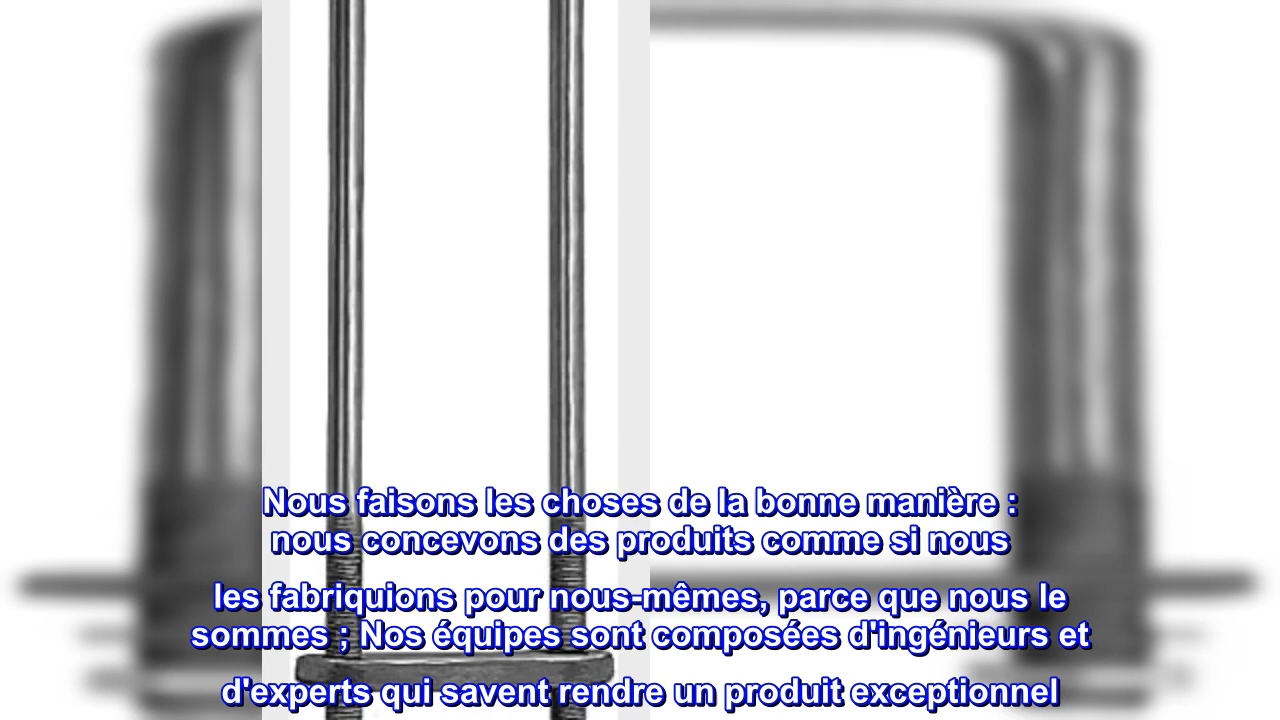 Nous faisons les choses de la bonne manière :
nous concevons des produits comme si nous
les fabriquions pour nous-mêmes, parce que nous le
sommes ; Nos équipes sont composées d'ingénieurs et
d'experts qui savent rendre un produit exceptionnel